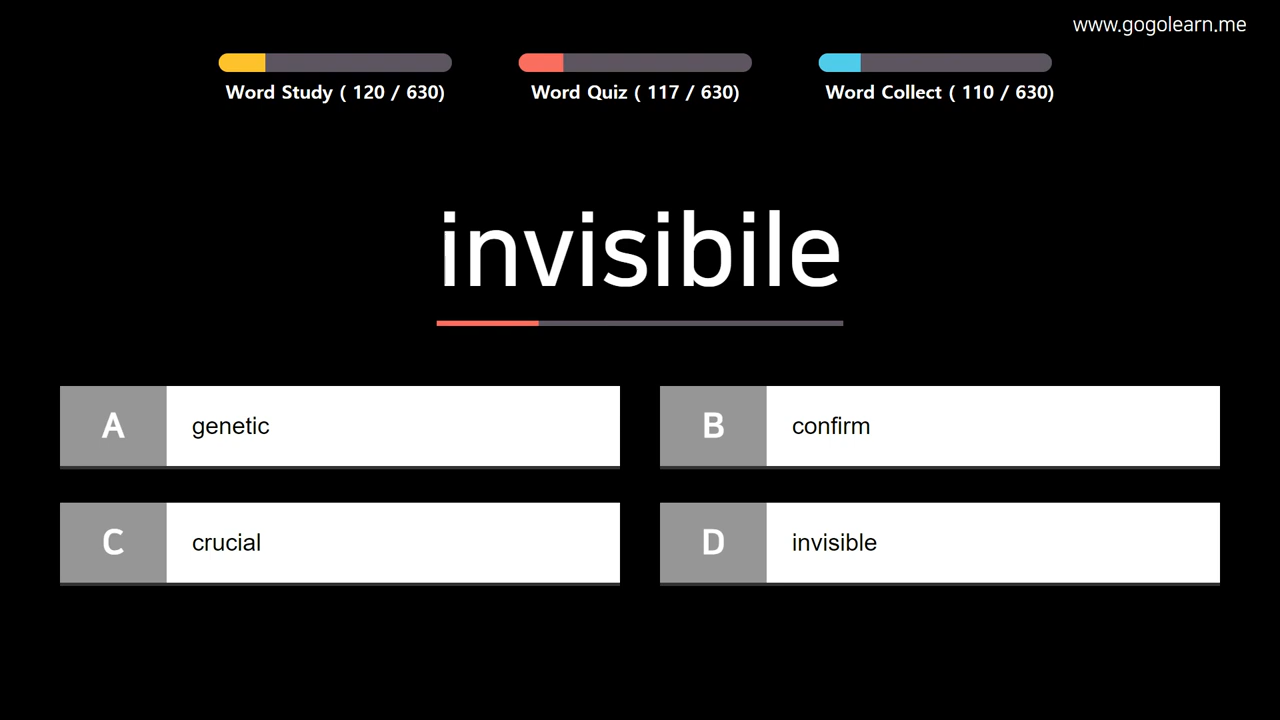 www.gogolearn.me
Word Study ( 120 / 630)
Word Quiz ( 117 / 630)
Word Collect ( 110 / 630)
invisibile
A genetic
B confirm
C crucial
D invisible